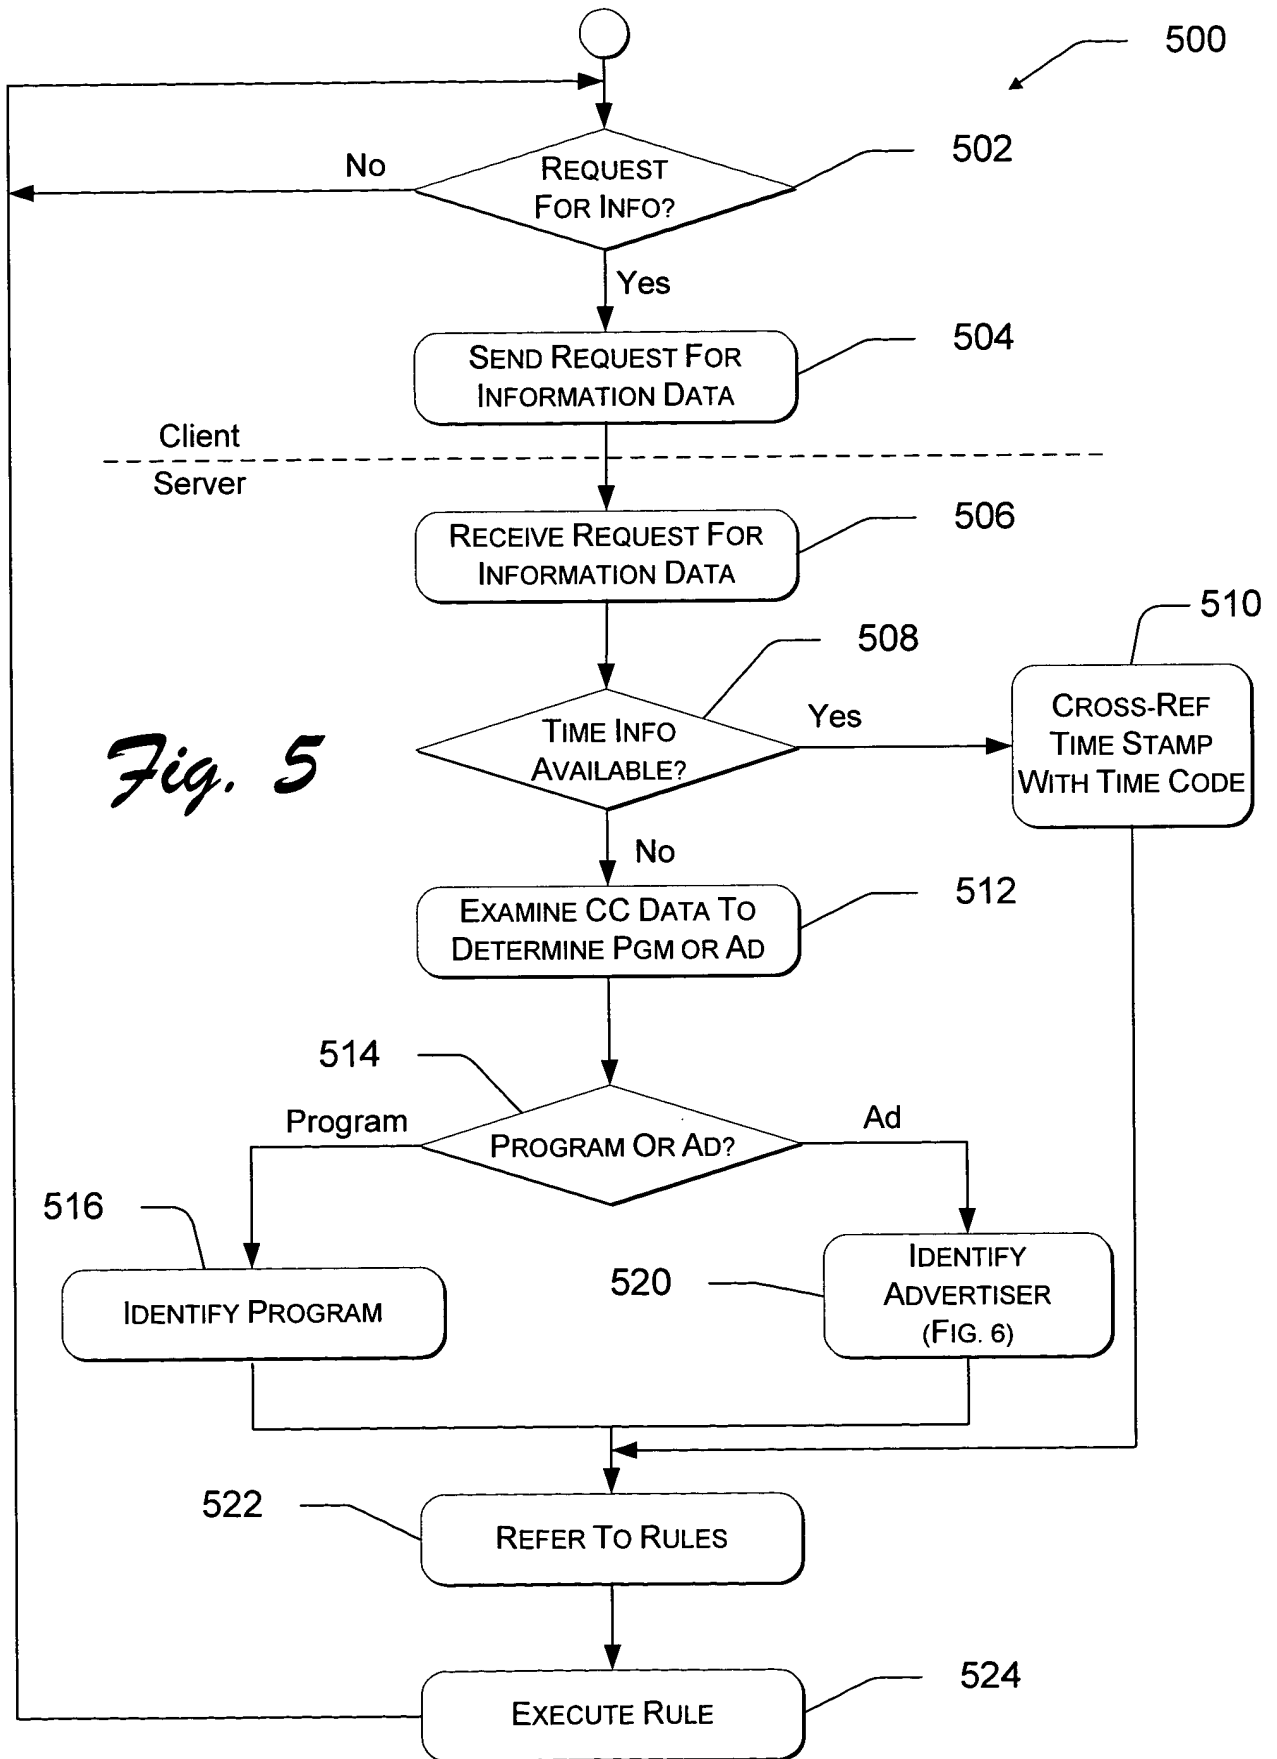 500
502
No
REQUEST
FOR INFO?
Yes
504
SEND REQUEST FOR
INFORMATION DATA
Client
Server
506
RECEIVE REQUEST FOR
INFORMATION DATA
510
508
CROSS-REF
TIME STAMP
WITH TIME CODE
Yes
TIME INFO
AVAILABLE?
Fig. 5
No
512
EXAMINE CC DATA TO
DETERMINE PGM OR AD
514
Program
Ad
PROGRAM OR AD?
516
IDENTIFY PROGRAM
520
IDENTIFY
ADVERTISER
(FIG. 6)
522
REFER TO RULES
524
EXECUTE RULE